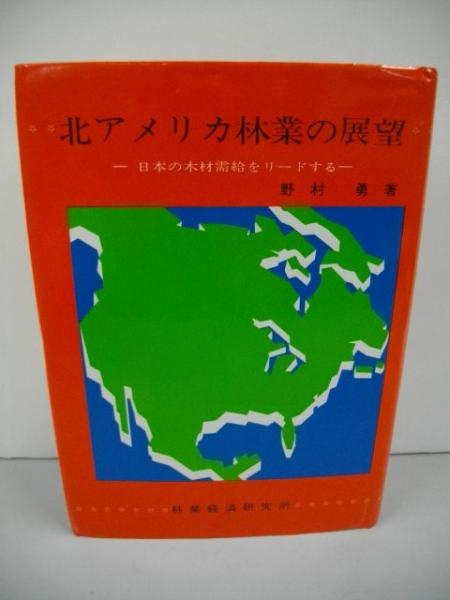 北アメリカ林業の展望
― 日本の木材需給をリードする ―
野村 勇 著
林業経済研究所